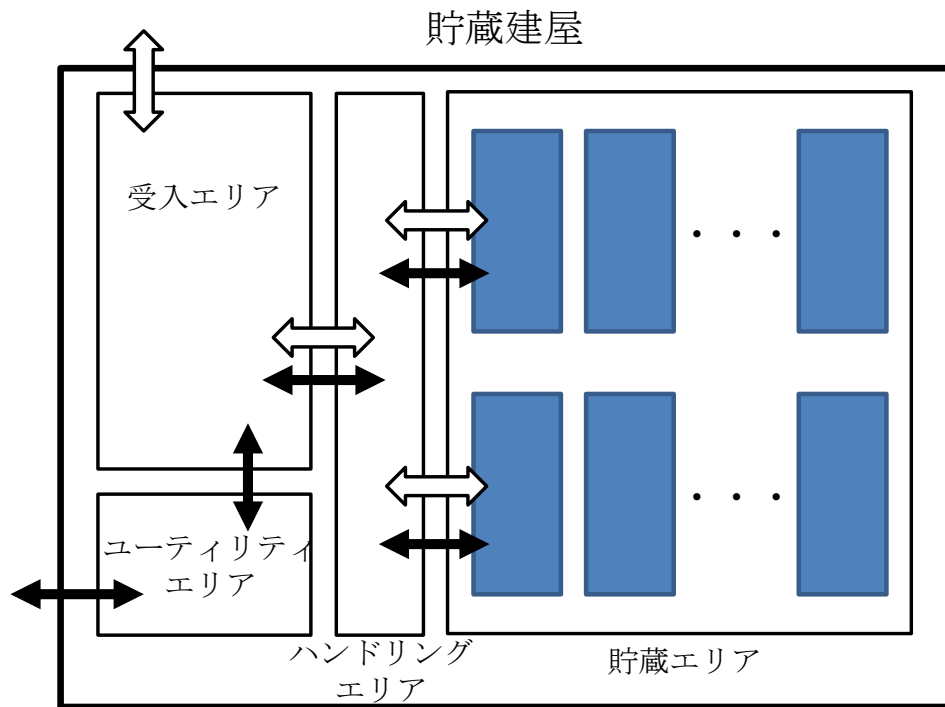 貯蔵建屋
受入エリア
・・・
・・・
ユーティリティ
エリア
ハンドリング
エリア
貯蔵エリア